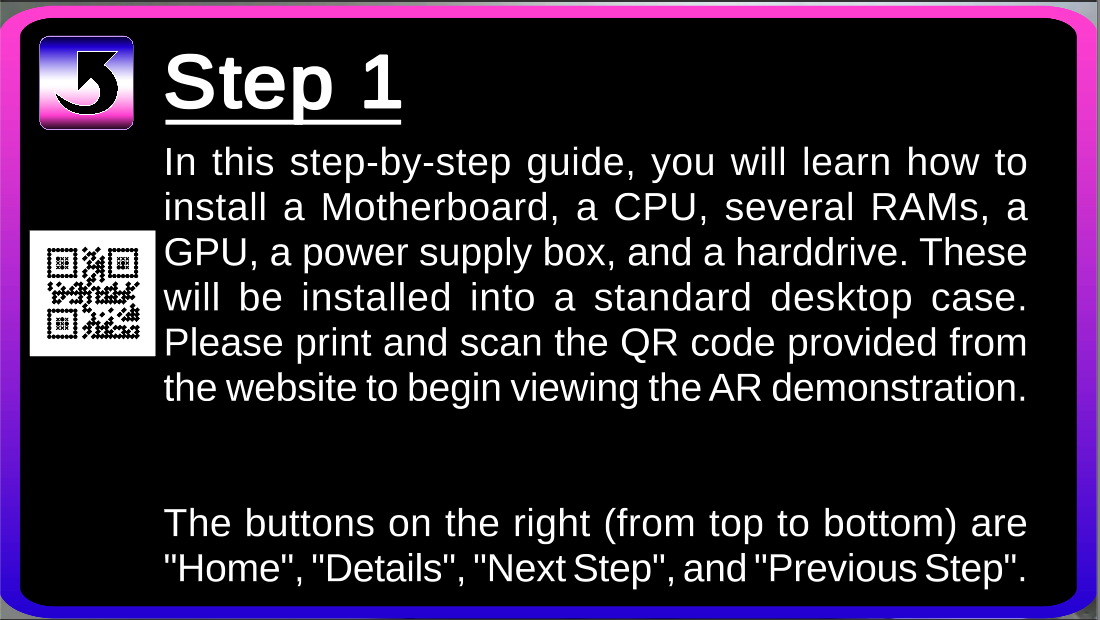 Step 1
In this step-by-step guide, you will learn how to
install a Motherboard, a CPU, several RAMs, a
GPU, a power supply box, and a harddrive. These
will be installed into a standard desktop case.
Please print and scan the QR code provided from
the website to begin viewing the AR demonstration.
The buttons on the right (from top to bottom) are
"Home", "Details", "Next Step", and "Previous Step".